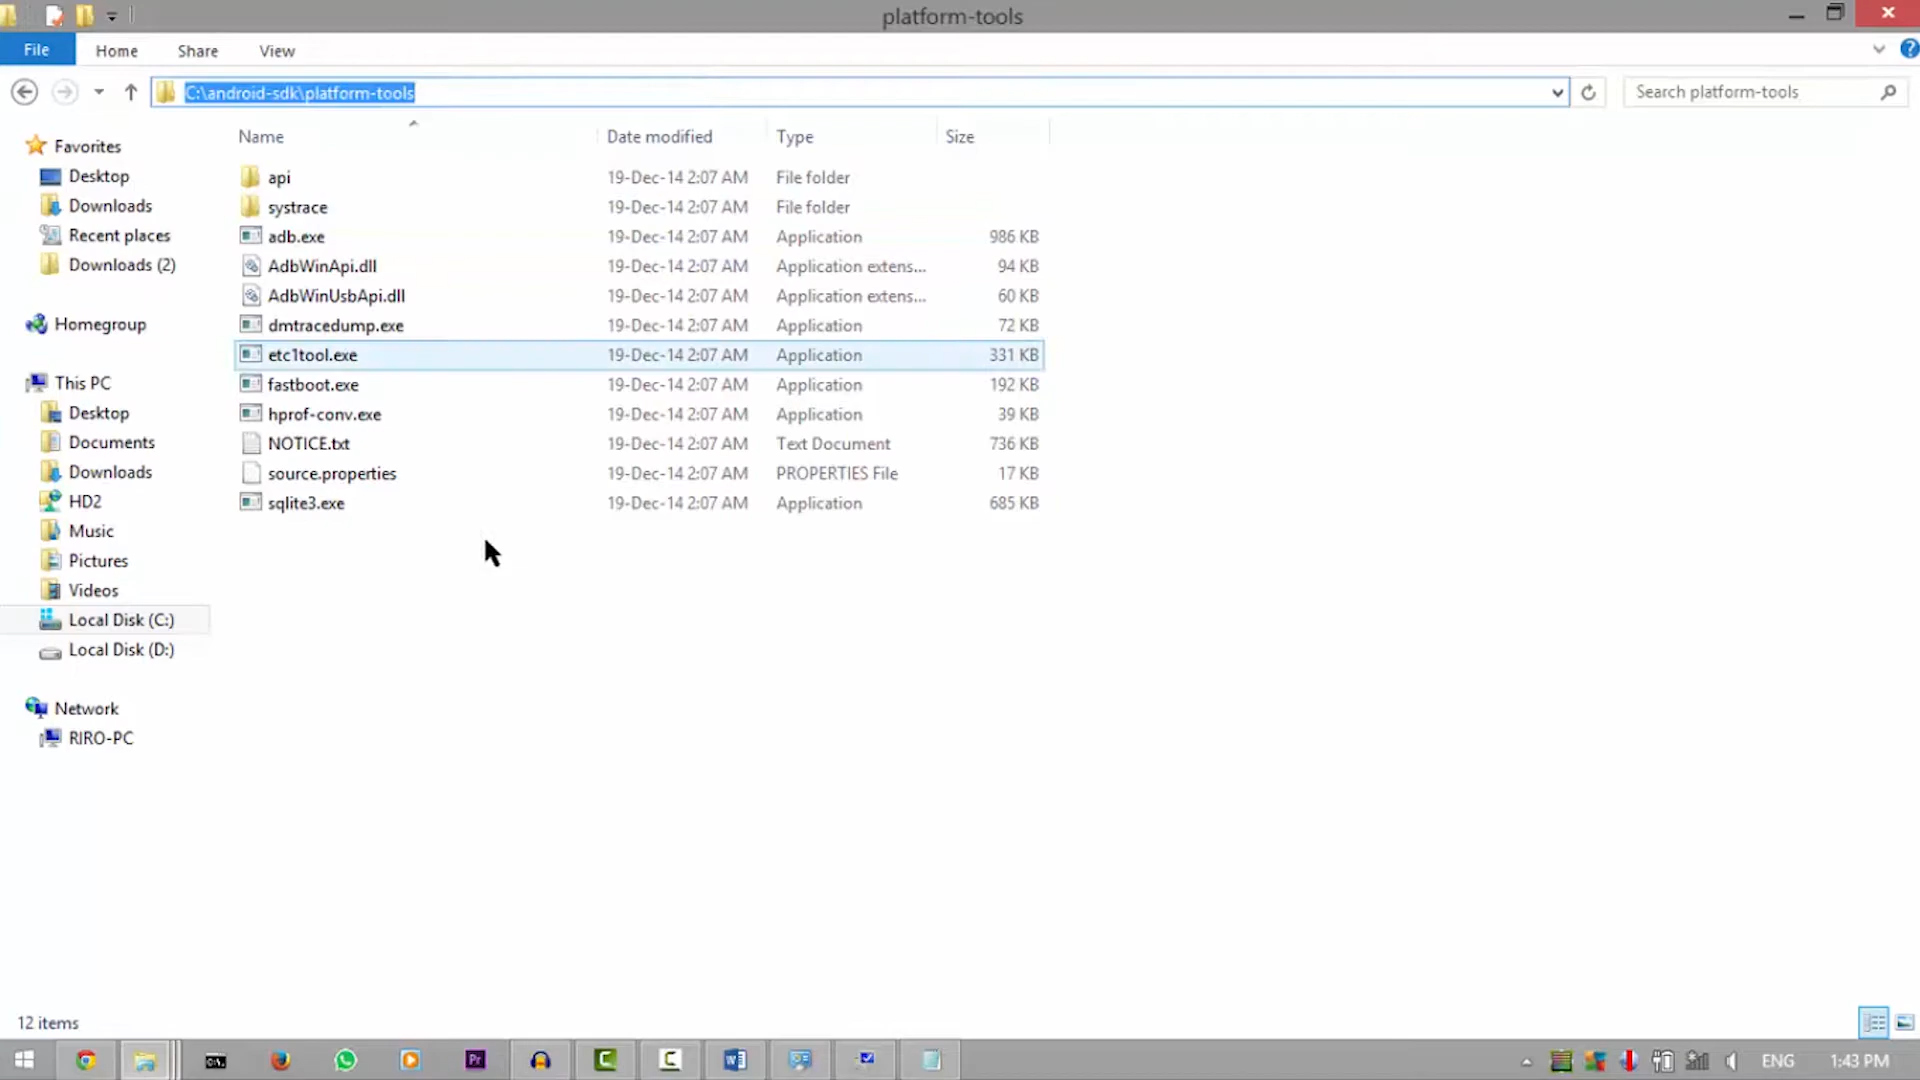 platform-tools
File Home Share View
C:\android-sdk\platform-tools Search platform-tools
Name Date modified Type Size
Favorites
Desktop
Downloads
Recent places
Downloads (2)
Homegroup
This PC
Desktop
Documents
Downloads
HD2
Music
Pictures
Videos
Local Disk (C:)
Local Disk (D:)
Network
RIRO-PC
api 19-Dec-14 2:07 AM File folder
systrace 19-Dec-14 2:07 AM File folder
adb.exe 19-Dec-14 2:07 AM Application 986 KB
AdbWinApi.dll 19-Dec-14 2:07 AM Application extens... 94 KB
AdbWinUsbApi.dll 19-Dec-14 2:07 AM Application extens... 60 KB
dmtracedump.exe 19-Dec-14 2:07 AM Application 72 KB
etc1tool.exe 19-Dec-14 2:07 AM Application 331 KB
fastboot.exe 19-Dec-14 2:07 AM Application 192 KB
hprof-conv.exe 19-Dec-14 2:07 AM Application 39 KB
NOTICE.txt 19-Dec-14 2:07 AM Text Document 736 KB
source.properties 19-Dec-14 2:07 AM PROPERTIES File 17 KB
sqlite3.exe 19-Dec-14 2:07 AM Application 685 KB
12 items
ENG 1:43 PM